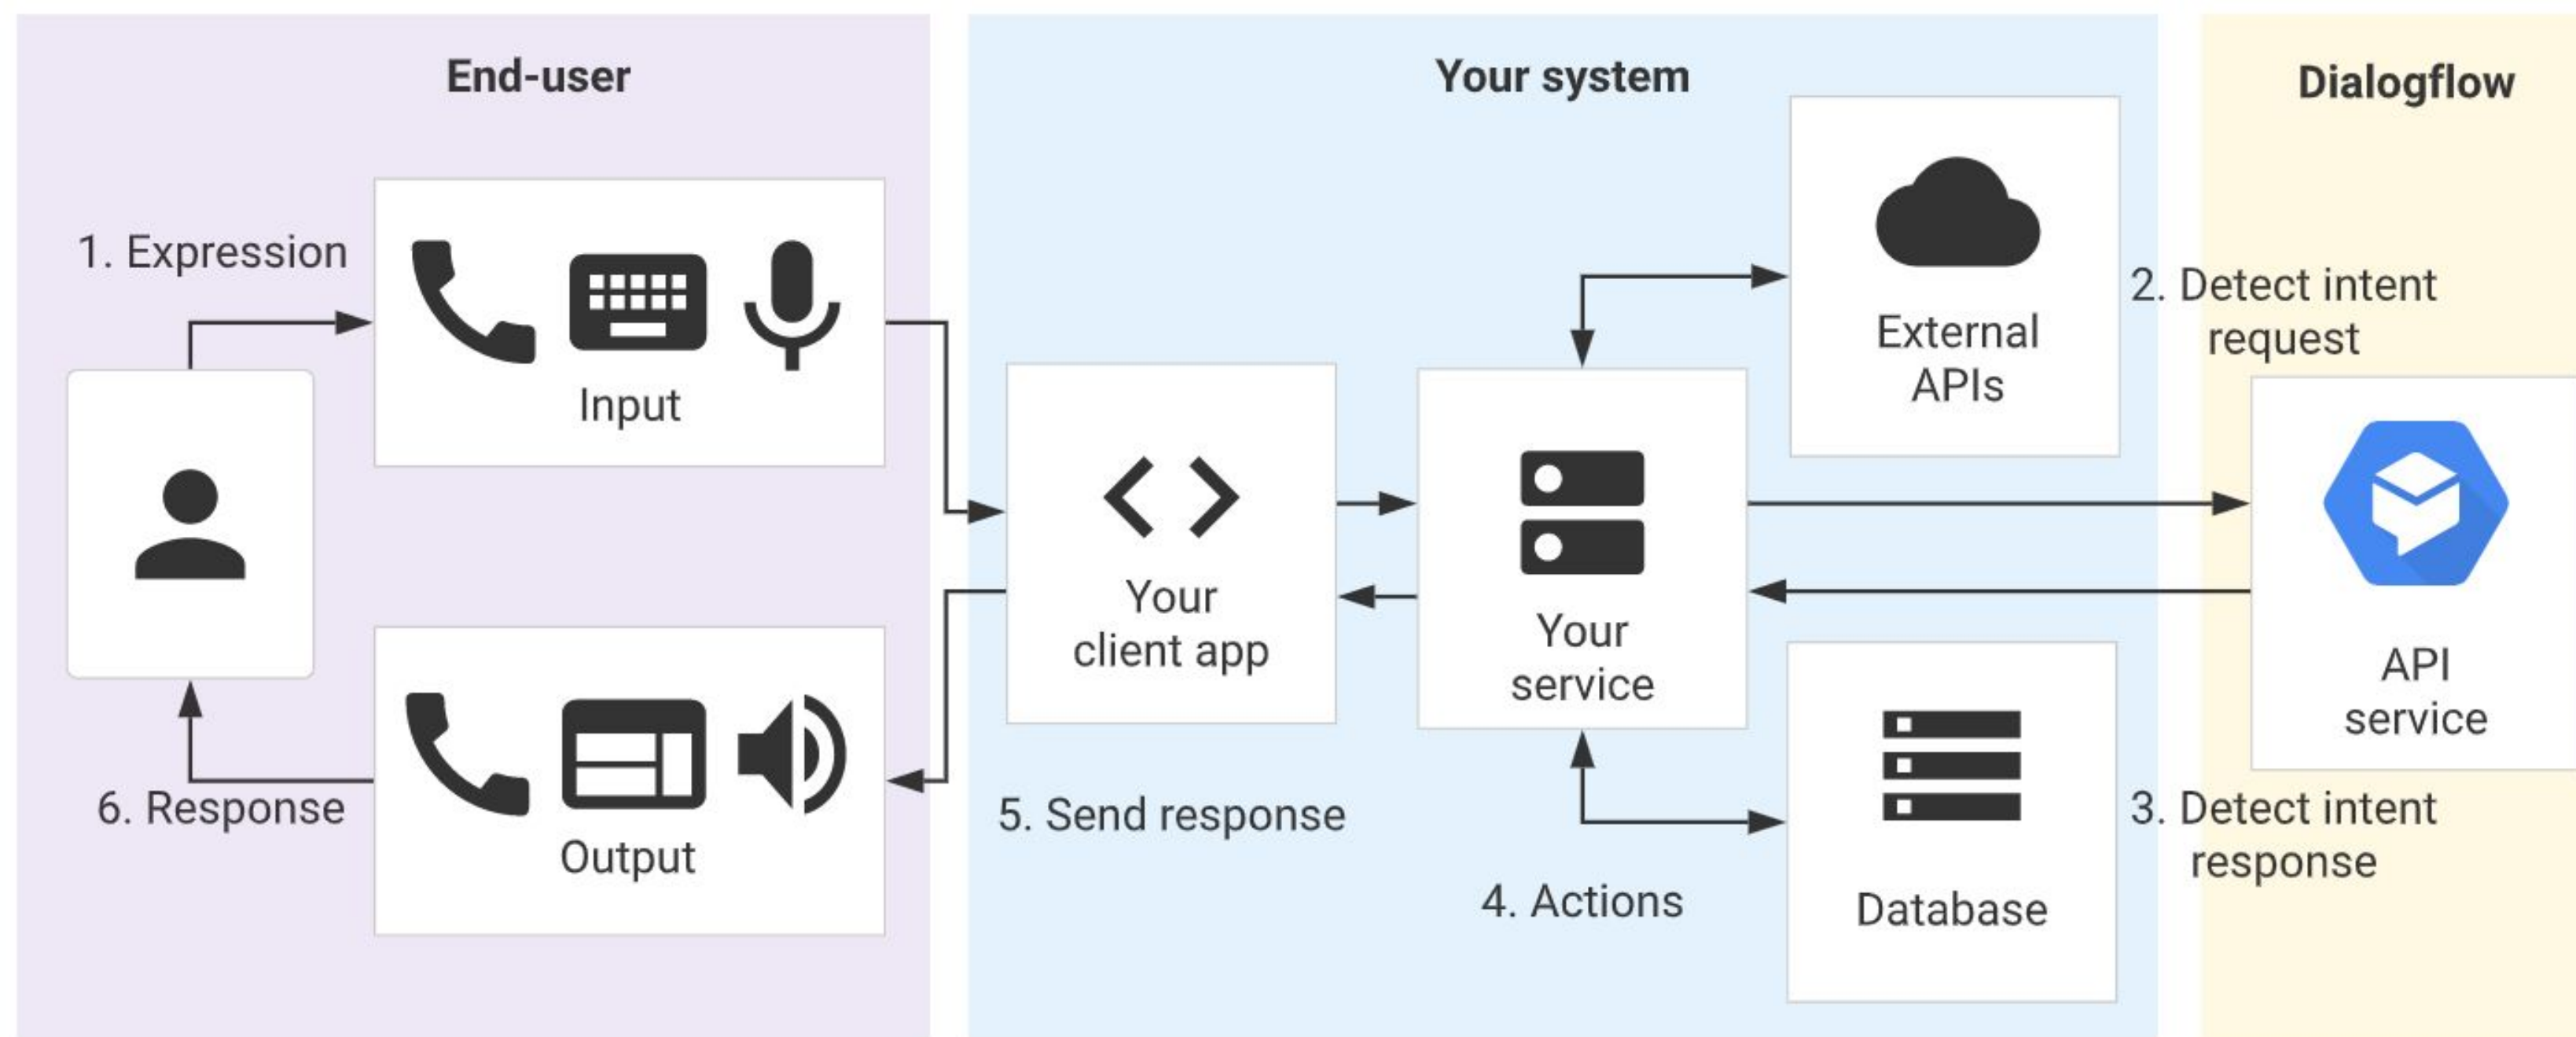 End-user
1. Expression
Input
6. Response
Output
Your system
Your
client app
5. Send response
Your
service
External
APIs
4. Actions
Database
Dialogflow
2. Detect intent
request
API
service
3. Detect intent
response